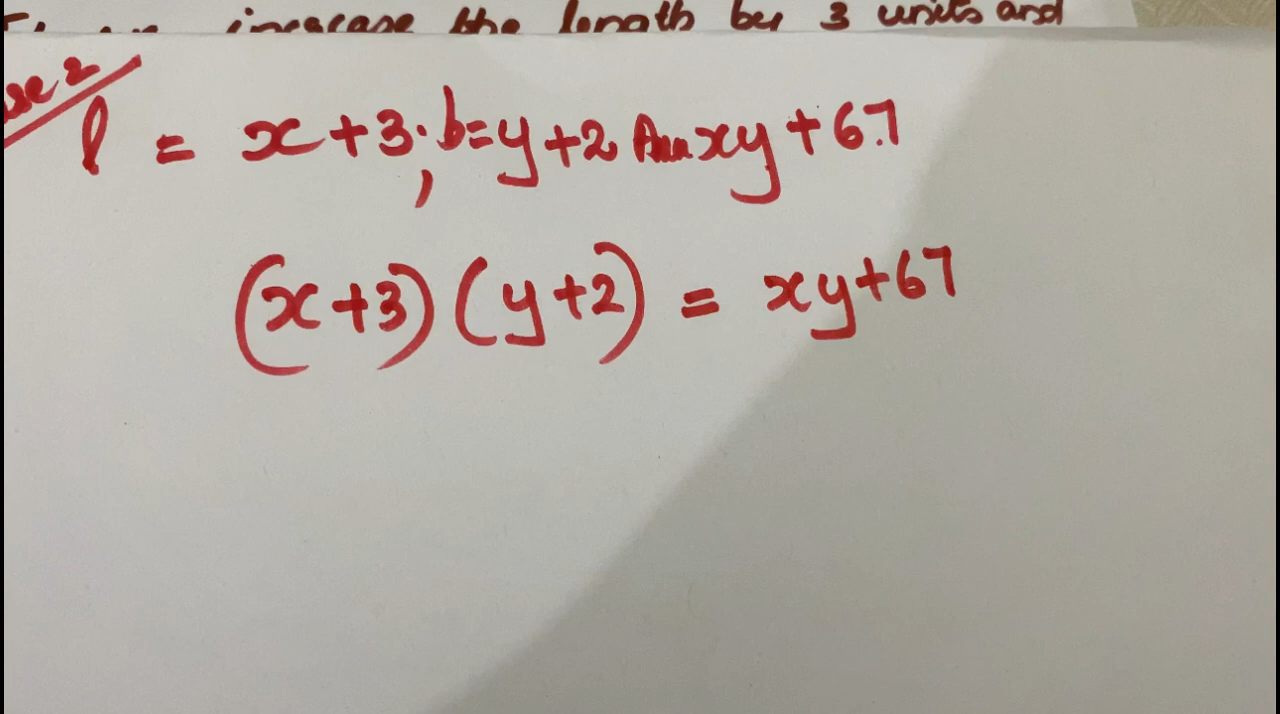 increase the length by 3 units and
l = x+3; b=y+2 Area xy+67.
(x+3) (y+2) = xy+67